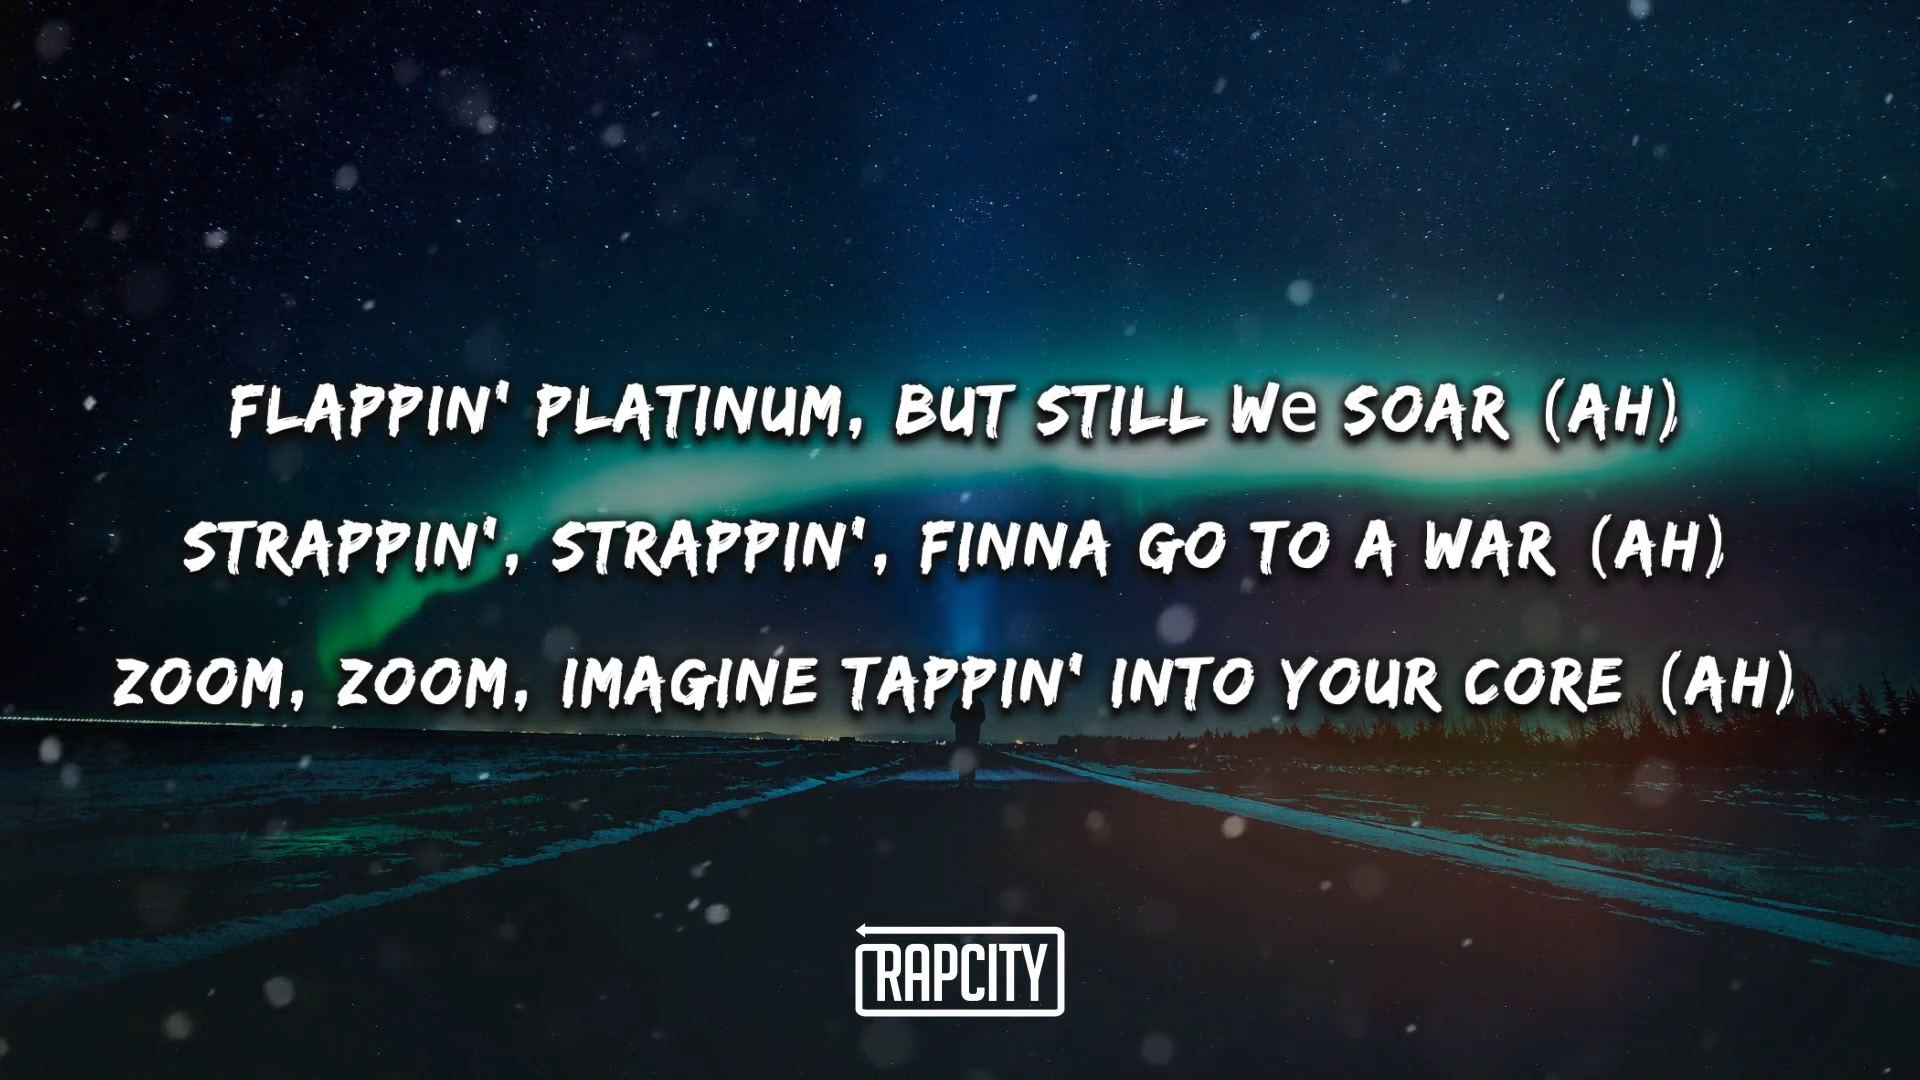 FLAPPIN' PLATINUM, BUT STILL We SOAR (AH)
STRAPPIN', STRAPPIN', FINNA GO TO A WAR (AH)
ZOOM, ZOOM, IMAGINE TAPPIN' INTO YOUR CORE (AH)
RAPCITY